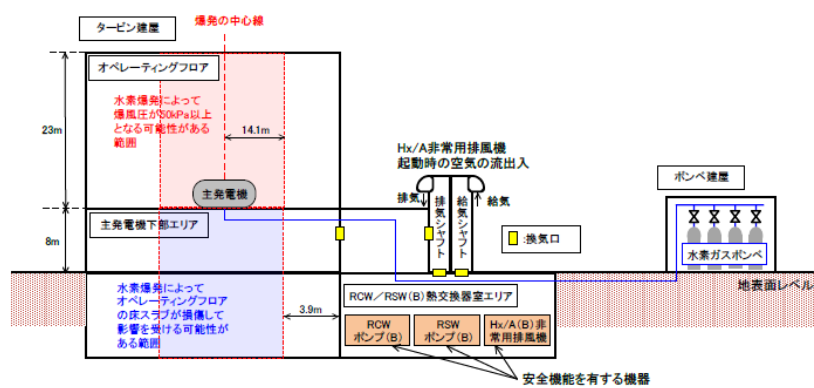 タービン建屋
爆発の中心線
オペレーティングフロア
水素爆発によって
爆風圧が50kPa以上
となる可能性がある
範囲
23m
14.1m
主発電機
Hx/A非常用排風機
起動時の空気の流出入
排気
給気
排気シャフト
給気シャフト
ボンベ建屋
主発電機下部エリア
8m
:換気口
水素ガスボンベ
地表面レベル
水素爆発によって
オペレーティングフロア
の床スラブが損傷して
影響を受ける可能性が
ある範囲
3.9m
RCW/RSW(B)熱交換器室エリア
RCW
ポンプ(B)
RSW
ポンプ(B)
Hx/A(B)非
常用排風機
安全機能を有する機器